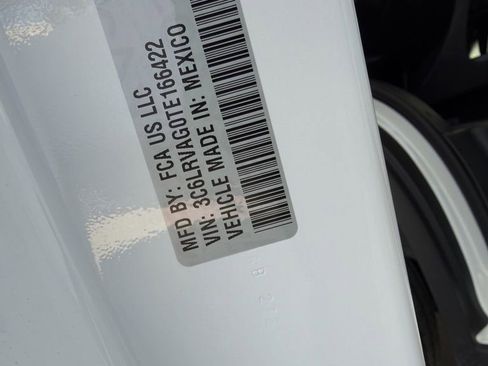 MFD BY: FCA US LLC
VIN: 3C6LRVAG0TE166422
VEHICLE MADE IN: MEXICO